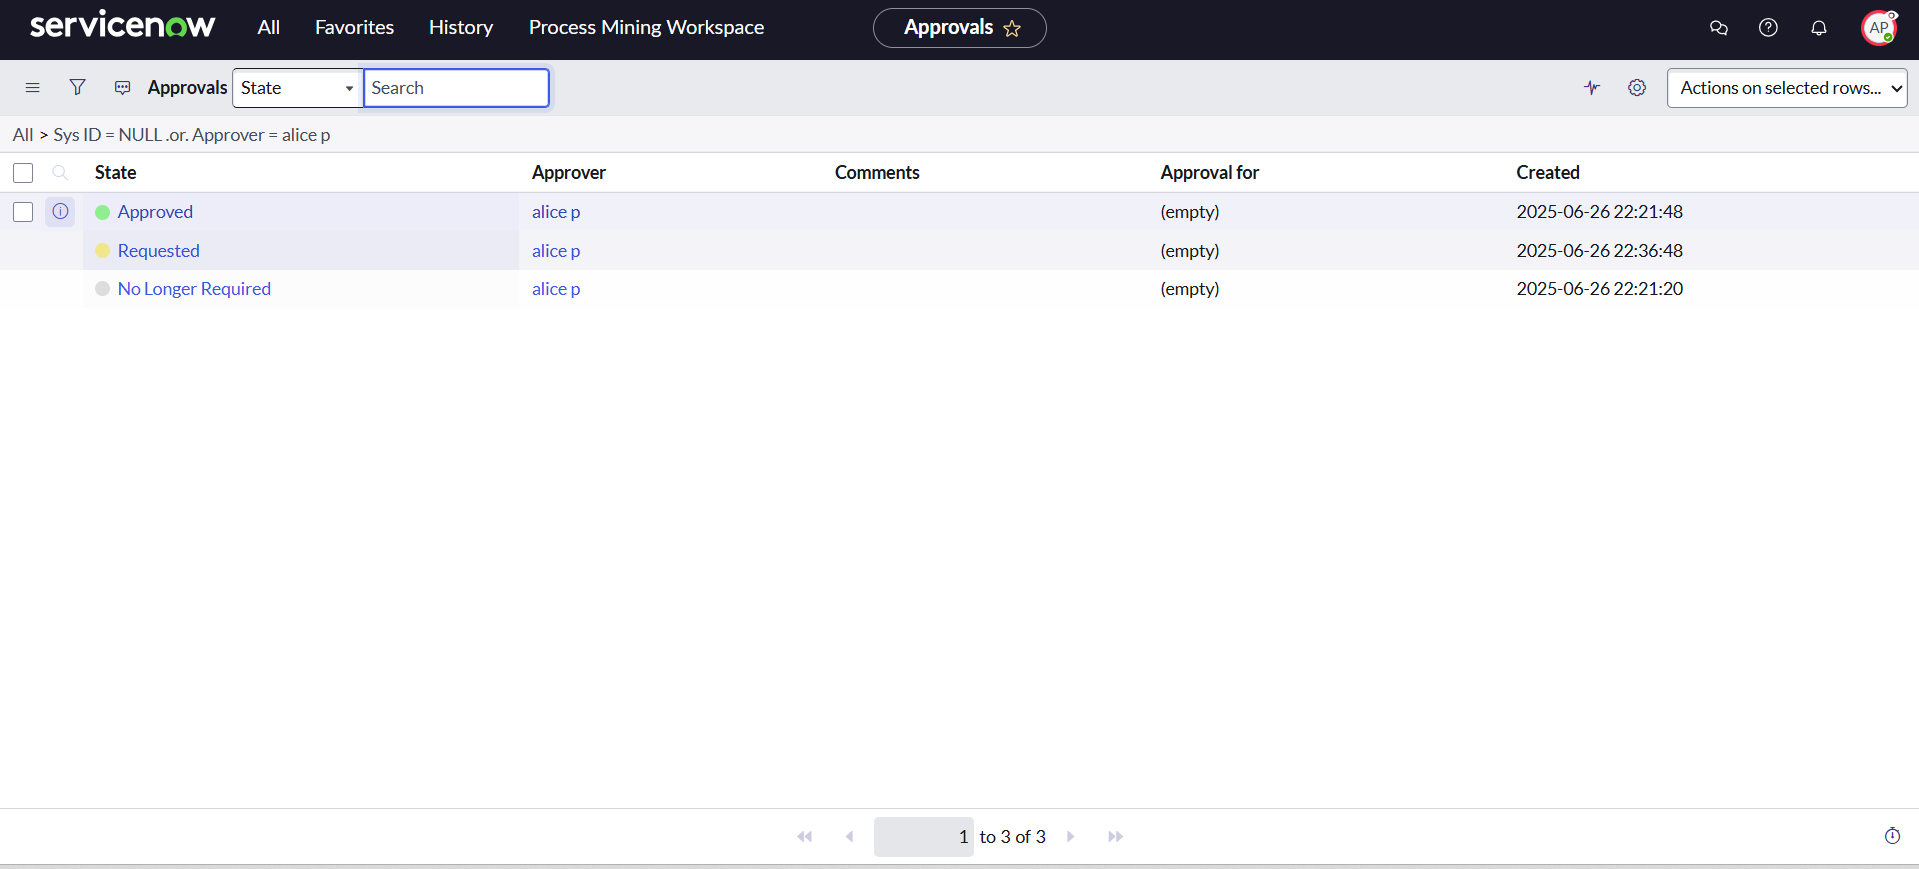 servicenow All Favorites History Process Mining Workspace Approvals AP
Approvals State Search Actions on selected rows...
All > Sys ID = NULL .or. Approver = alice p
State Approver Comments Approval for Created
Approved alice p (empty) 2025-06-26 22:21:48
Requested alice p (empty) 2025-06-26 22:36:48
No Longer Required alice p (empty) 2025-06-26 22:21:20
1 to 3 of 3